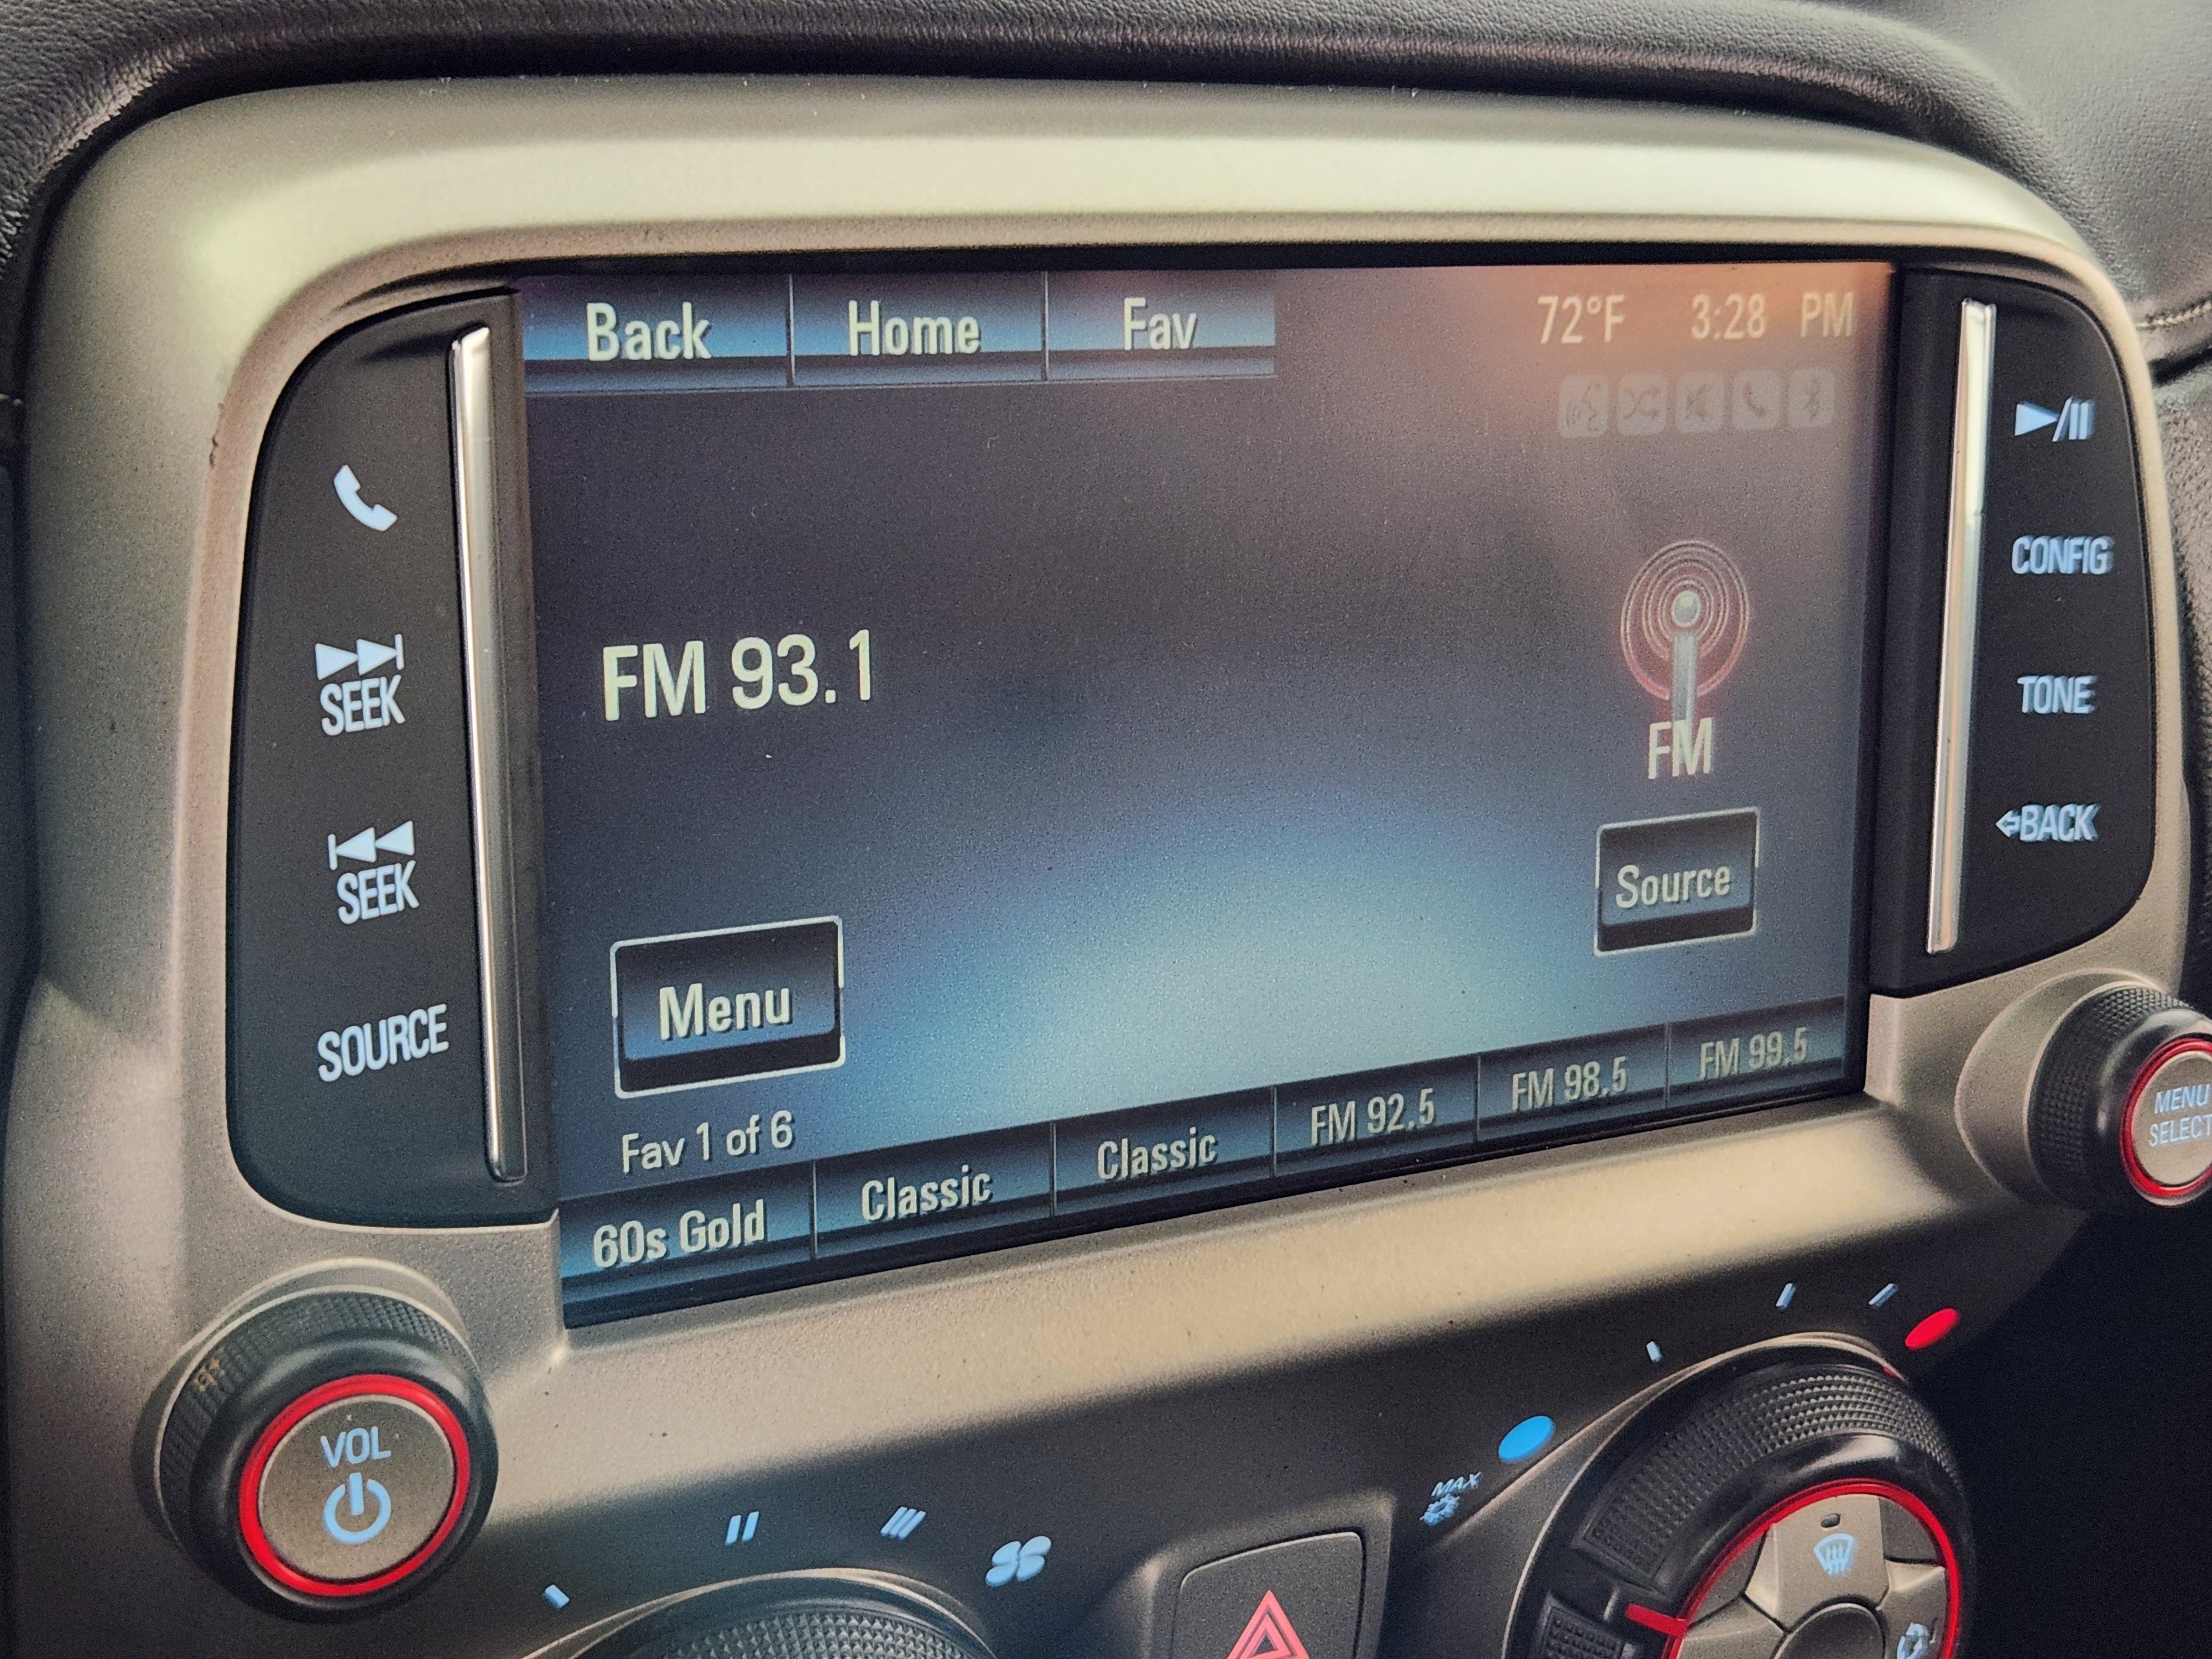 Back Home Fav 72°F 3:28 PM
CONFIG
SEEK
TONE
FM 93.1
FM
BACK
SEEK
Source
Menu
SOURCE
Fav 1 of 6
60s Gold Classic Classic FM 92.5 FM 98.5 FM 99.5
MENU
SELECT
VOL
MAX